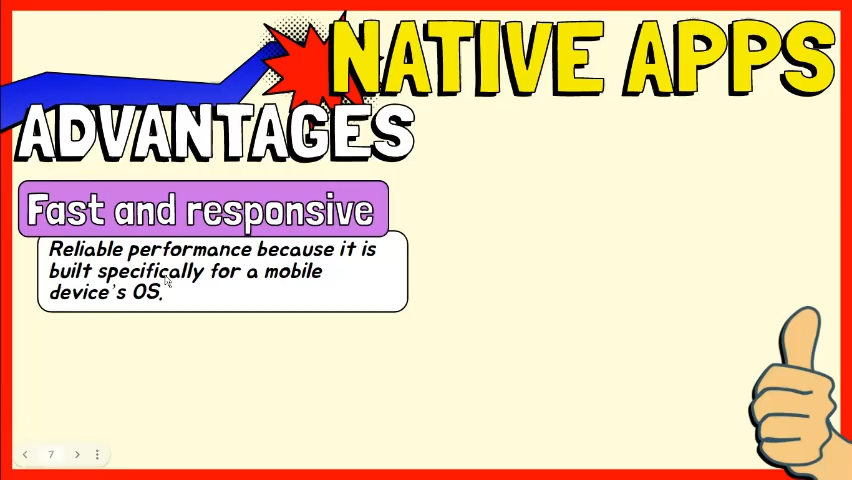 NATIVE APPS
ADVANTAGES
Fast and responsive
Reliable performance because it is
built specifically for a mobile
device's OS.
7